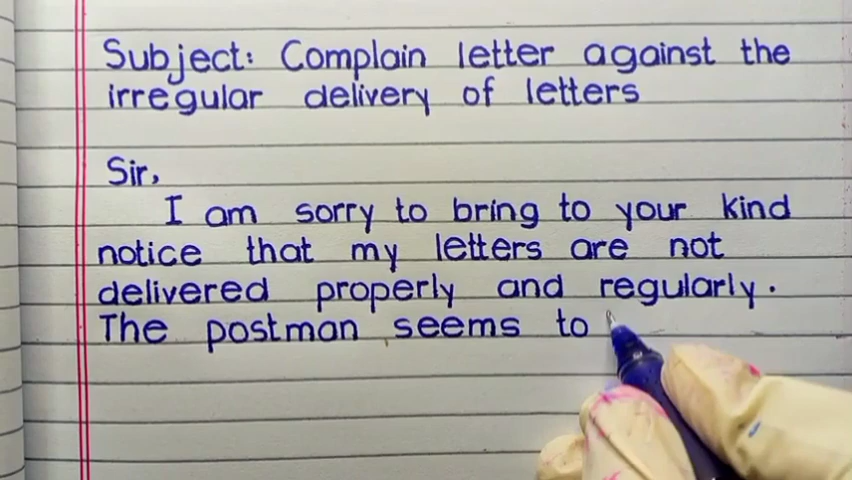 Subject: Complain letter against the
irregular delivery of letters
Sir,
I am sorry to bring to your kind
notice that my letters are not
delivered properly and regularly.
The postman seems to